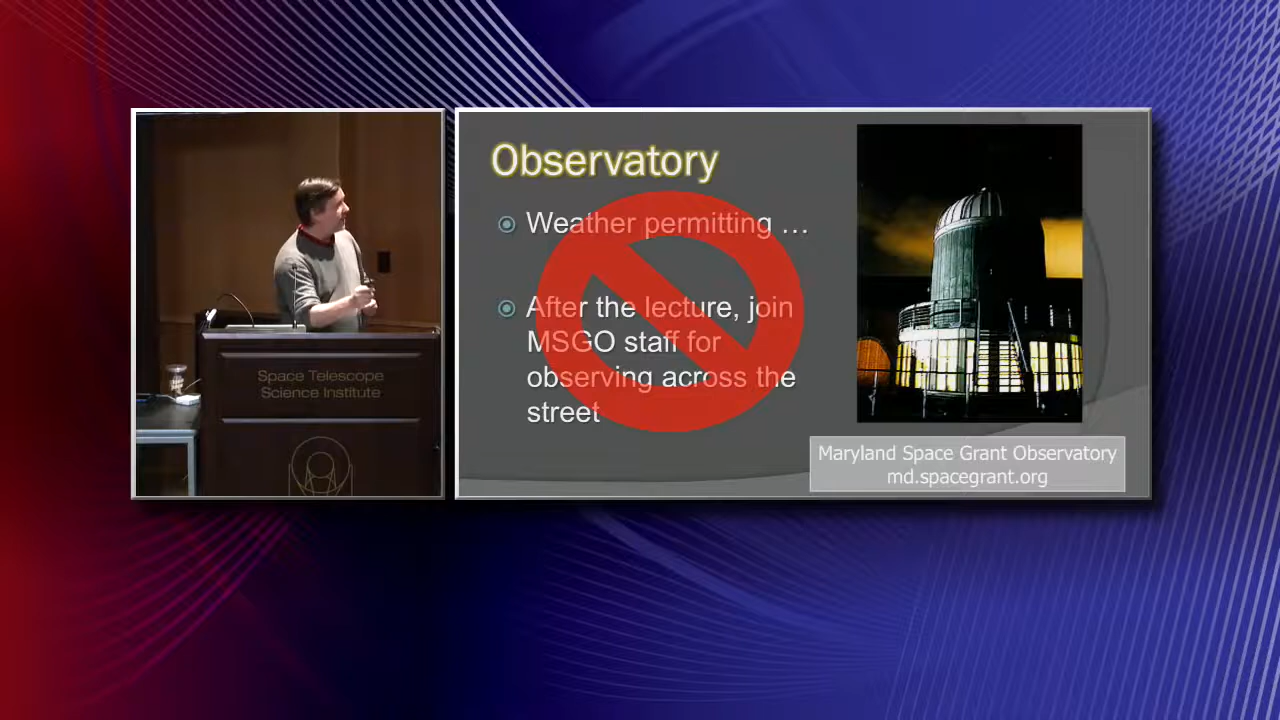 Space Telescope
Science Institute
Observatory
Weather permitting …
After the lecture, join
MSGO staff for
observing across the
street
Maryland Space Grant Observatory
md.spacegrant.org